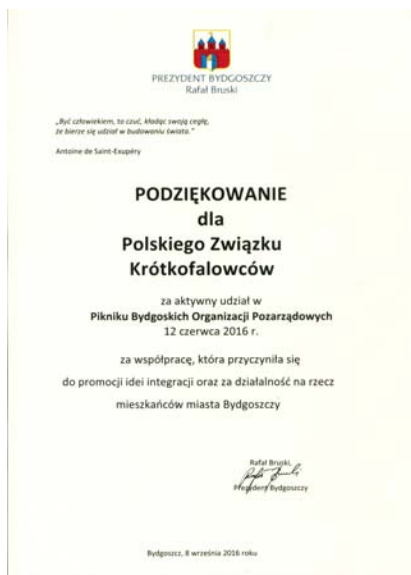 PREZYDENT BYDGOSZCZY
Rafał Bruski
„Być człowiekiem, to czuć, kładąc swoją cegłę,
że bierze się udział w budowaniu świata."
Antoine de Saint-Exupéry
PODZIĘKOWANIE
dla
Polskiego Związku
Krótkofalowców
za aktywny udział w
Pikniku Bydgoskich Organizacji Pozarządowych
12 czerwca 2016 r.
za współpracę, która przyczyniła się
do promocji idei integracji oraz za działalność na rzecz
mieszkańców miasta Bydgoszczy
Rafał Bruski,
Prezydent Bydgoszczy
Bydgoszcz, 8 września 2016 roku